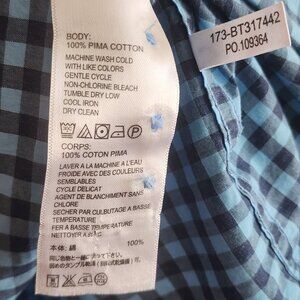 BODY:
100% PIMA COTTON
MACHINE WASH COLD
WITH LIKE COLORS
GENTLE CYCLE
NON-CHLORINE BLEACH
TUMBLE DRY LOW
COOL IRON
DRY CLEAN
CORPS:
100% COTON PIMA
LAVER A LA MACHINE A L'EAU
FROIDE AVEC DES COULEURS
SEMBLABLES
CYCLE DELICAT
AGENT DE BLANCHIMENT SANS
CHLORE
SECHER PAR CULBUTAGE A BASSE
TEMPERATURE
FER A BASSE TEMPERATURE
NETTOYER A SEC
本体：綿 100%
173-BT317442
PO.109364